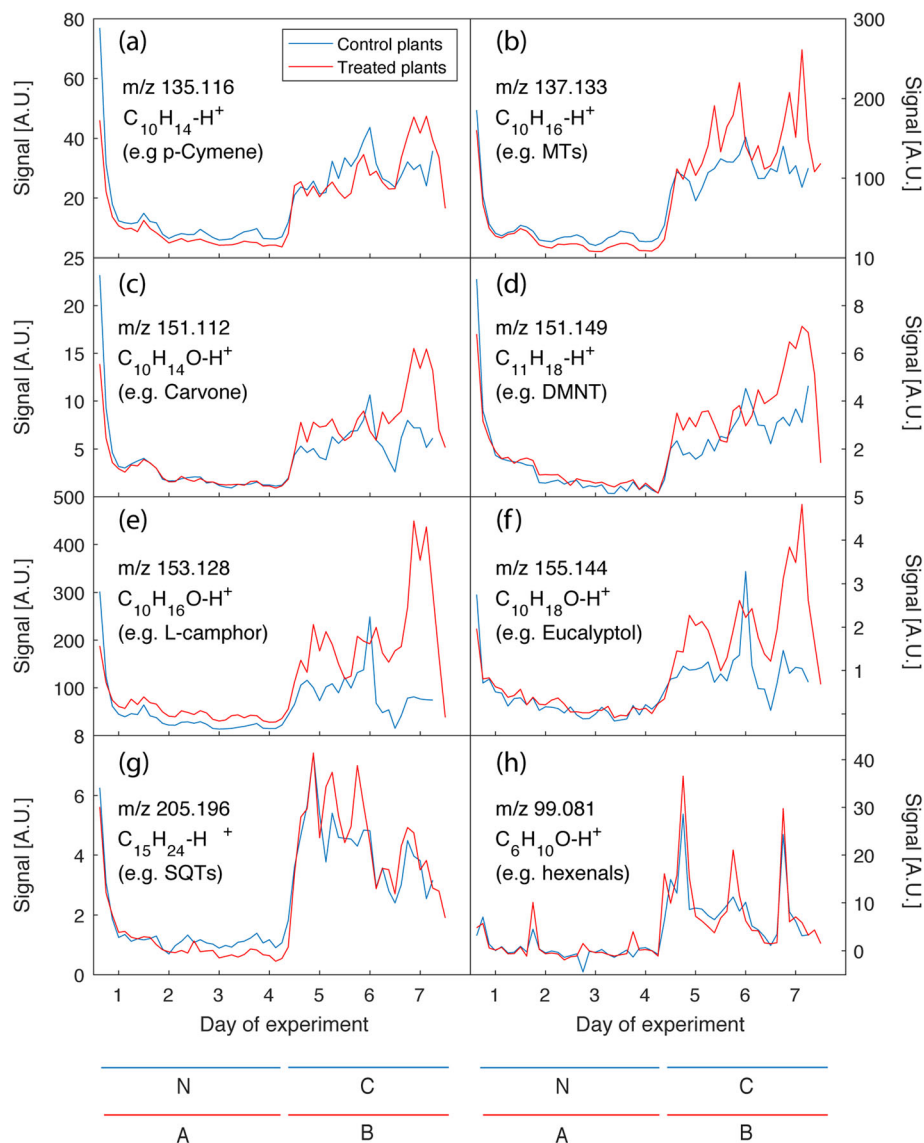 (a)
m/z 135.116
C10H14-H+
(e.g p-Cymene)
Control plants
Treated plants
(b)
m/z 137.133
C10H16-H+
(e.g. MTs)
80
60
40
20
Signal [A.U.]
300
200
100
Signal [A.U.]
(c)
m/z 151.112
C10H14O-H+
(e.g. Carvone)
(d)
m/z 151.149
C11H18-H+
(e.g. DMNT)
25
20
15
10
5
Signal [A.U.]
10
8
6
4
2
Signal [A.U.]
(e)
m/z 153.128
C10H16O-H+
(e.g. L-camphor)
(f)
m/z 155.144
C10H18O-H+
(e.g. Eucalyptol)
500
400
300
200
100
Signal [A.U.]
5
4
3
2
1
Signal [A.U.]
(g)
m/z 205.196
C15H24-H +
(e.g. SQTs)
(h)
m/z 99.081
C6H10O-H+
(e.g. hexenals)
8
6
4
2
0
Signal [A.U.]
40
30
20
10
0
Signal [A.U.]
1 2 3 4 5 6 7
1 2 3 4 5 6 7
Day of experiment
Day of experiment
N C
N C
A B
A B